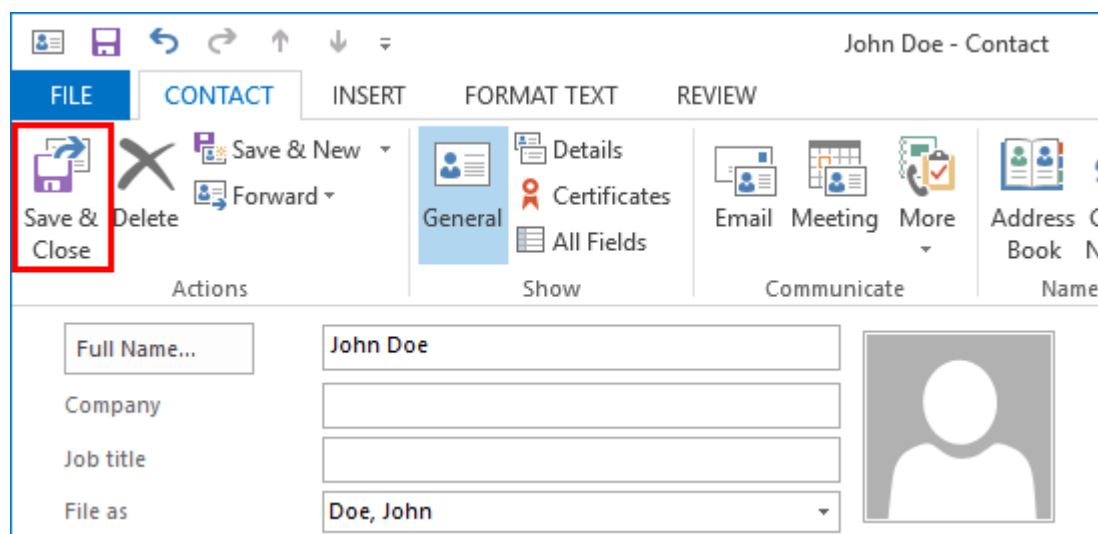 John Doe - Contact
FILE CONTACT INSERT FORMAT TEXT REVIEW
Save & Close
Delete
Save & New
Forward
Actions
General
Details
Certificates
All Fields
Show
Email
Meeting
More
Communicate
Address Book
Name
Full Name... John Doe
Company
Job title
File as Doe, John